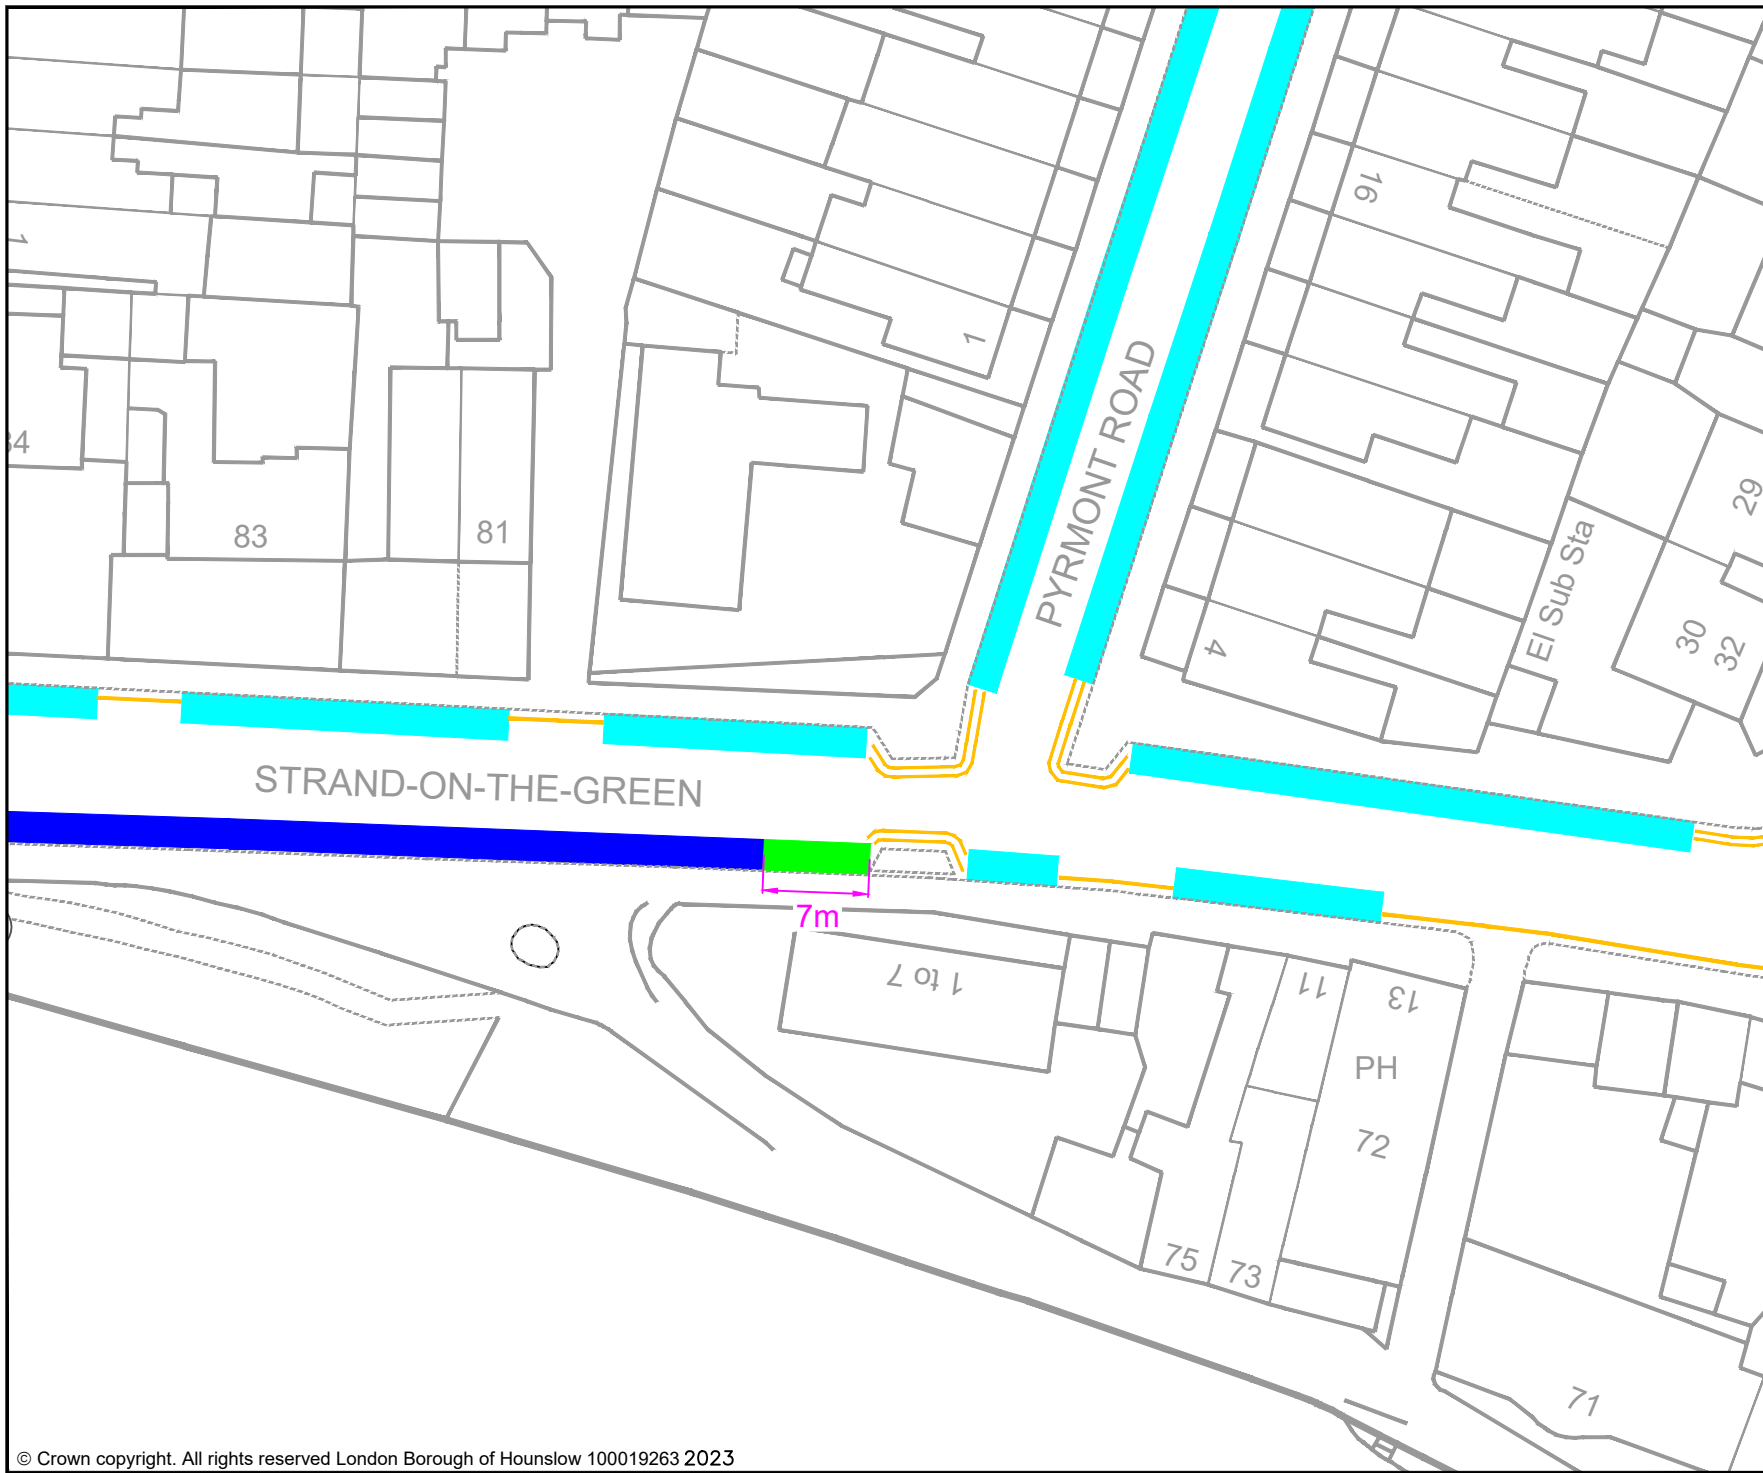 16
1
1
PYRMONT ROAD
84
83
81
29
El Sub Sta
30
32
4
STRAND-ON-THE-GREEN
7m
1 to 7
11
13
PH
72
75
73
71
© Crown copyright. All rights reserved London Borough of Hounslow 100019263 2023